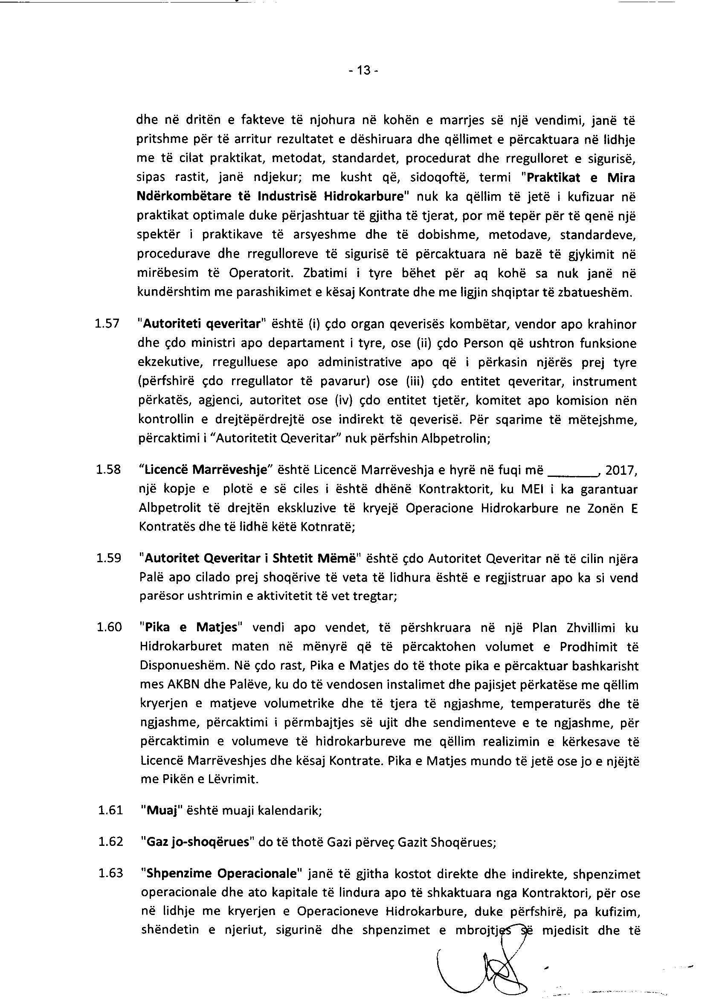 - 13 -
dhe në dritën e fakteve të njohura në kohën e marrjes së një vendimi, janë të
pritshme për të arritur rezultatet e dëshiruara dhe qëllimet e përcaktuara në lidhje
me të cilat praktikat, metodat, standardet, procedurat dhe rregulloret e sigurisë,
sipas rastit, janë ndjekur; me kusht që, sidoqoftë, termi "Praktikat e Mira
Ndërkombëtare të Industrisë Hidrokarbure" nuk ka qëllim të jetë i kufizuar në
praktikat optimale duke përjashtuar të gjitha të tjerat, por më tepër për të qenë një
spektër i praktikave të arsyeshme dhe të dobishme, metodave, standardeve,
procedurave dhe rregulloreve të sigurisë të përcaktuara në bazë të gjykimit në
mirëbesim të Operatorit. Zbatimi i tyre bëhet për aq kohë sa nuk janë në
kundërshtim me parashikimet e kësaj Kontrate dhe me ligjin shqiptar të zbatueshëm.
1.57 "Autoriteti qeveritar" është (i) çdo organ qeverisës kombëtar, vendor apo krahinor
dhe çdo ministri apo departament i tyre, ose (ii) çdo Person që ushtron funksione
ekzekutive, rregulluese apo administrative apo që i përkasin njërës prej tyre
(përfshirë çdo rregullator të pavarur) ose (iii) çdo entitet qeveritar, instrument
përkatës, agjenci, autoritet ose (iv) çdo entitet tjetër, komitet apo komision nën
kontrollin e drejtëpërdrejtë ose indirekt të qeverisë. Për sqarime të mëtejshme,
përcaktimi i "Autoritetit Qeveritar" nuk përfshin Albpetrolin;
1.58 "Licencë Marrëveshje" është Licencë Marrëveshja e hyrë në fuqi më _______, 2017,
një kopje e plotë e së ciles i është dhënë Kontraktorit, ku MEI i ka garantuar
Albpetrolit të drejtën ekskluzive të kryejë Operacione Hidrokarbure ne Zonën E
Kontratës dhe të lidhë këtë Kotnratë;
1.59 "Autoritet Qeveritar i Shtetit Mëmë" është çdo Autoritet Qeveritar në të cilin njëra
Palë apo cilado prej shoqërive të veta të lidhura është e regjistruar apo ka si vend
parësor ushtrimin e aktivitetit të vet tregtar;
1.60 "Pika e Matjes" vendi apo vendet, të përshkruara në një Plan Zhvillimi ku
Hidrokarburet maten në mënyrë që të përcaktohen volumet e Prodhimit të
Disponueshëm. Në çdo rast, Pika e Matjes do të thote pika e përcaktuar bashkarisht
mes AKBN dhe Palëve, ku do të vendosen instalimet dhe pajisjet përkatëse me qëllim
kryerjen e matjeve volumetrike dhe të tjera të ngjashme, temperaturës dhe të
ngjashme, përcaktimi i përmbajtjes së ujit dhe sendimenteve e te ngjashme, për
përcaktimin e volumeve të hidrokarbureve me qëllim realizimin e kërkesave të
Licencë Marrëveshjes dhe kësaj Kontrate. Pika e Matjes mundo të jetë ose jo e njëjtë
me Pikën e Lëvrimit.
1.61 "Muaj" është muaji kalendarik;
1.62 "Gaz jo-shoqërues" do të thotë Gazi përveç Gazit Shoqërues;
1.63 "Shpenzime Operacionale" janë të gjitha kostot direkte dhe indirekte, shpenzimet
operacionale dhe ato kapitale të lindura apo të shkaktuara nga Kontraktori, për ose
në lidhje me kryerjen e Operacioneve Hidrokarbure, duke përfshirë, pa kufizim,
shëndetin e njeriut, sigurinë dhe shpenzimet e mbrojtjes së mjedisit dhe të